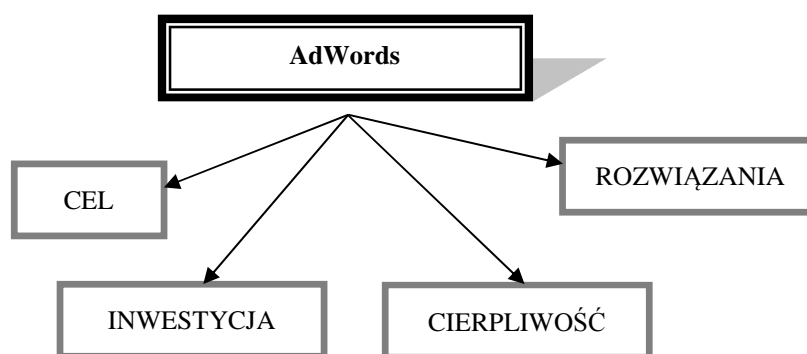 AdWords
CEL
ROZWIĄZANIA
INWESTYCJA
CIERPLIWOŚĆ